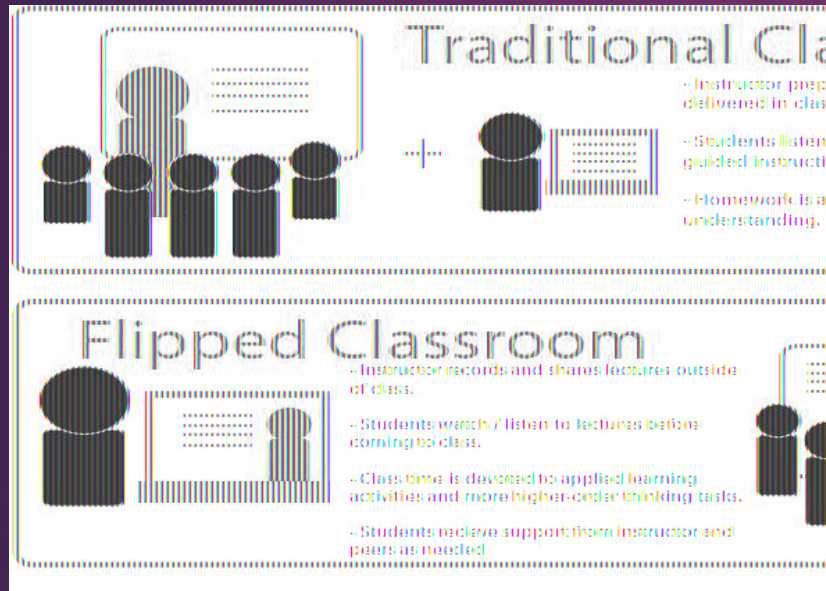 Traditional Cla
- Instructor prep
delivered in clas
- Students listen
guided instructi
- Homework is a
understanding.
Flipped Classroom
- Instructor records and shares lectures outside
of class.
- Students watch / listen to lectures before
coming to class.
- Class time is devoted to applied learning
activities and more higher-order thinking tasks.
- Students recieve support from instructor and
peers as needed